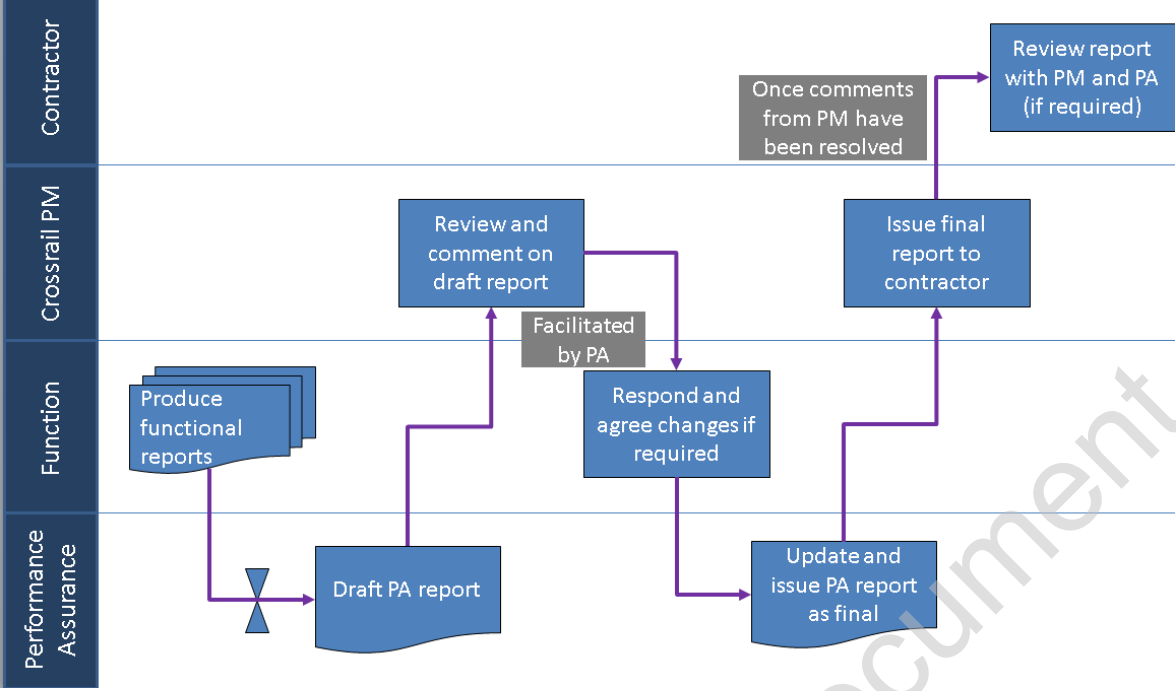 Contractor
Review report
with PM and PA
(if required)
Once comments
from PM have
been resolved
Crossrail PM
Review and
comment on
draft report
Issue final
report to
contractor
Facilitated
by PA
Function
Produce
functional
reports
Respond and
agree changes if
required
Performance
Assurance
Draft PA report
Update and
issue PA report
as final